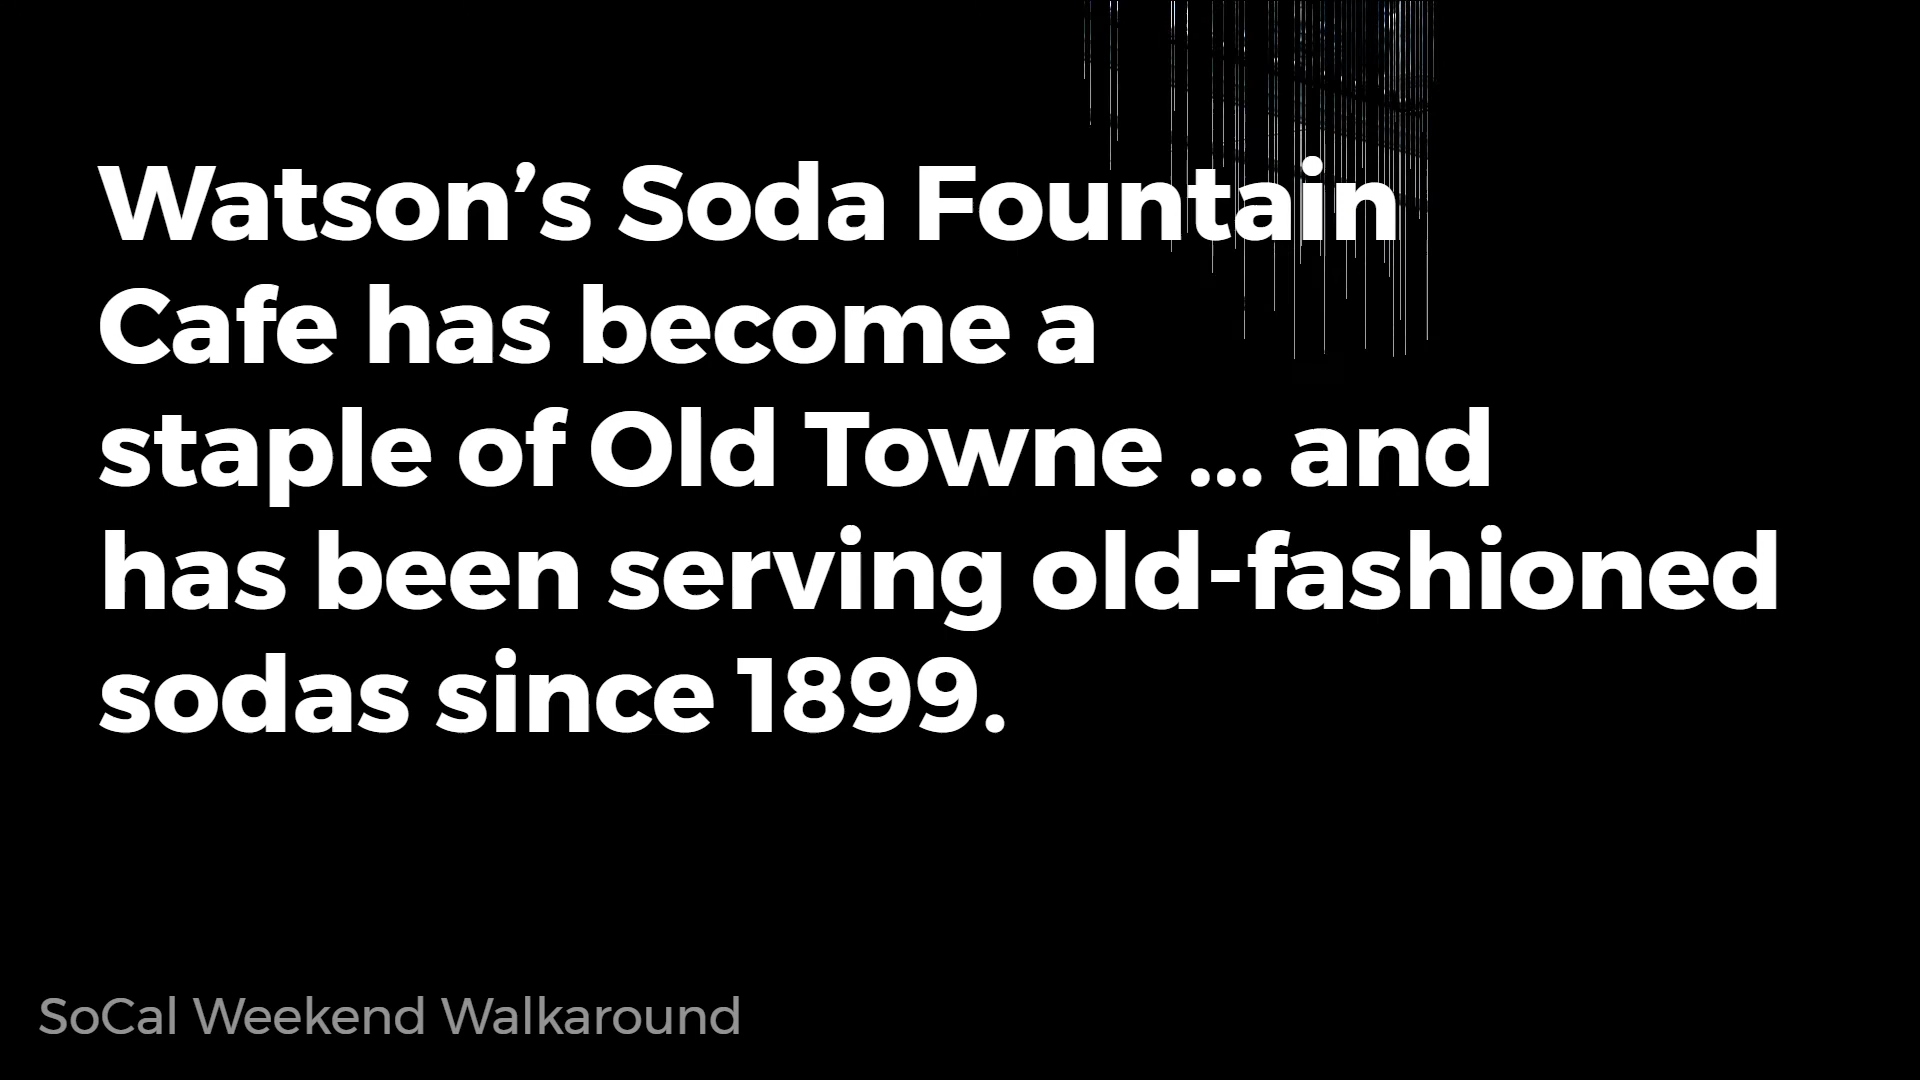 Watson’s Soda Fountain
Cafe has become a
staple of Old Towne ... and
has been serving old-fashioned
sodas since 1899.
SoCal Weekend Walkaround